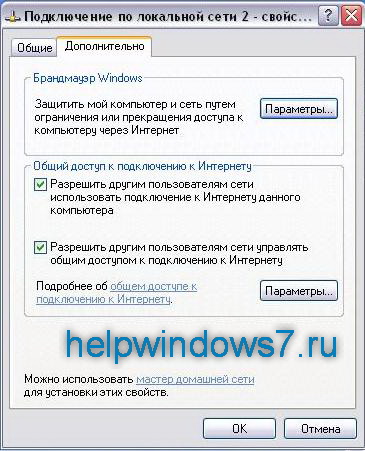 Подключение по локальной сети 2 - свойс...
Общие
Дополнительно
Брандмауэр Windows
Защитить мой компьютер и сеть путем
ограничения или прекращения доступа к
компьютеру через Интернет
Параметры...
Общий доступ к подключению к Интернету
Разрешить другим пользователям сети
использовать подключение к Интернету данного
компьютера
Разрешить другим пользователям сети управлять
общим доступом к подключению к Интернету
Подробнее об общем доступе к
подключению к Интернету.
Параметры...
helpwindows7.ru
Можно использовать мастер домашней сети
для установки этих свойств.
OK
Отмена